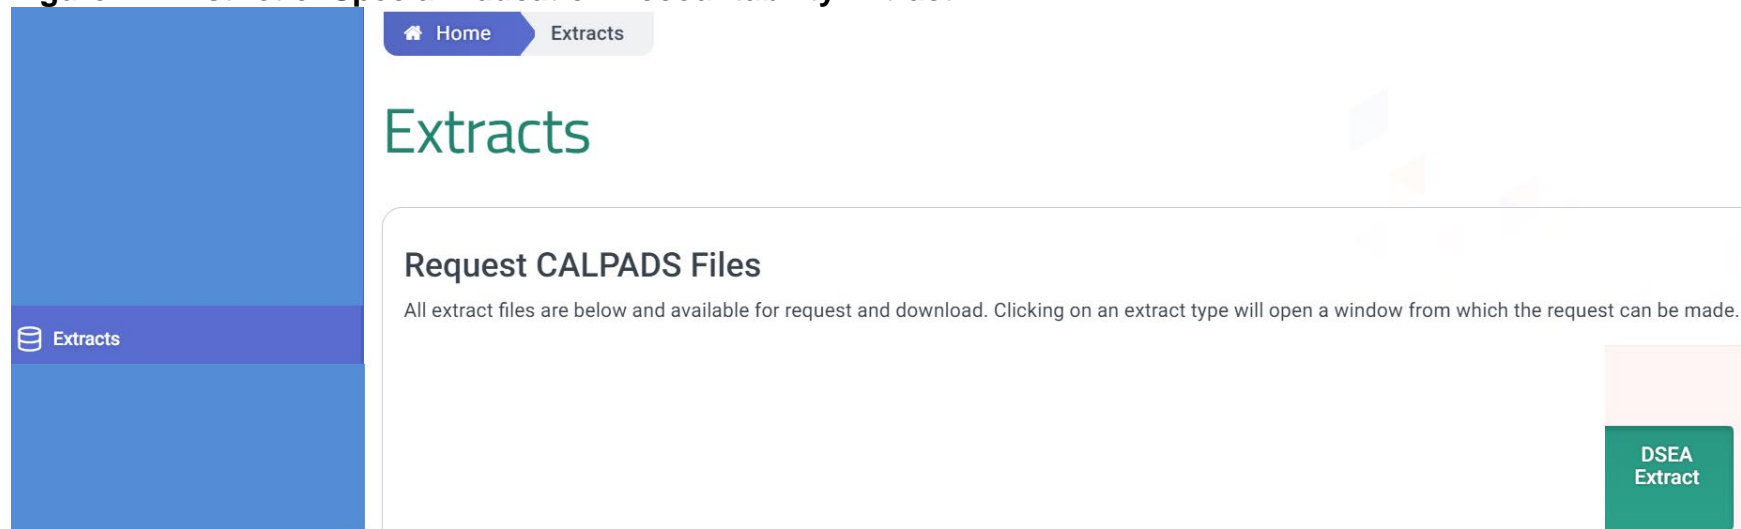 Home Extracts
Extracts
Request CALPADS Files
All extract files are below and available for request and download. Clicking on an extract type will open a window from which the request can be made.
Extracts
DSEA
Extract